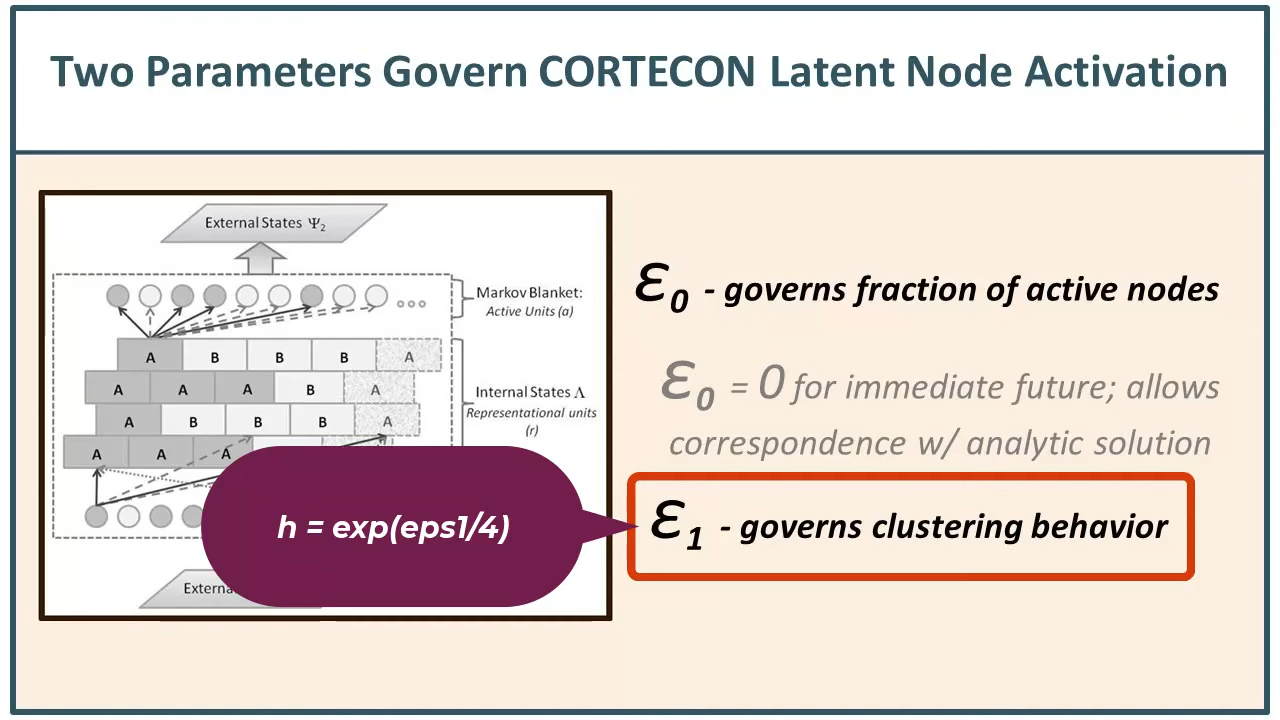 Two Parameters Govern CORTECON Latent Node Activation
External States Ψ₂
Markov Blanket:
Active Units (a)
A B B B A
A A A B A
A B B B A
A A A
Internal States Λ
Representational units
(r)
Externa
h = exp(eps1/4)
ε₀ - governs fraction of active nodes
ε₀ = 0 for immediate future; allows
correspondence w/ analytic solution
ε₁ - governs clustering behavior